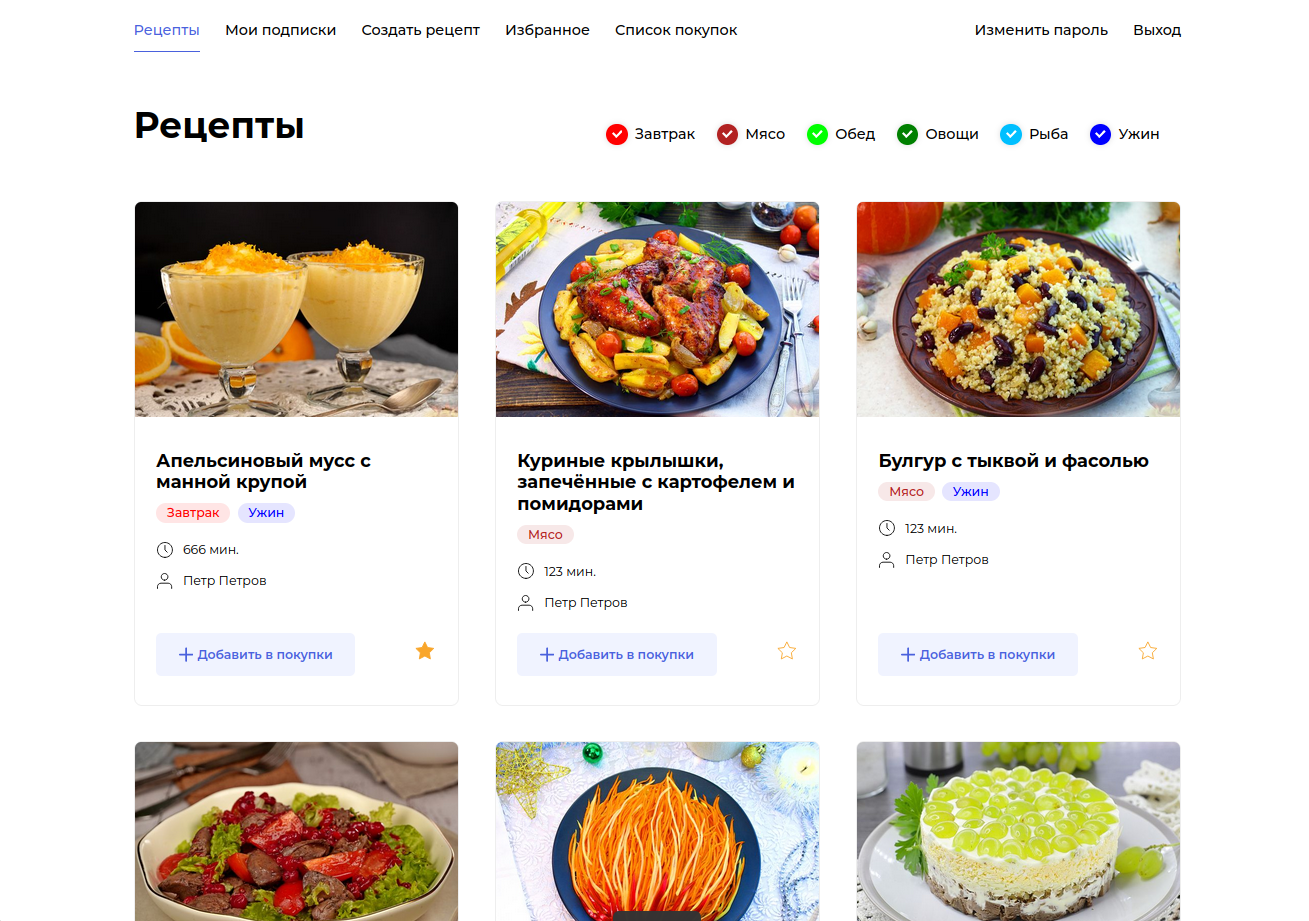 Рецепты Мои подписки Создать рецепт Избранное Список покупок Изменить пароль Выход
Рецепты
Завтрак Мясо Обед Овощи Рыба Ужин
Апельсиновый мусс с
манной крупой
Завтрак Ужин
666 мин.
Петр Петров
Добавить в покупки
Куриные крылышки,
запечённые с картофелем и
помидорами
Мясо
123 мин.
Петр Петров
Добавить в покупки
Булгур с тыквой и фасолью
Мясо Ужин
123 мин.
Петр Петров
Добавить в покупки